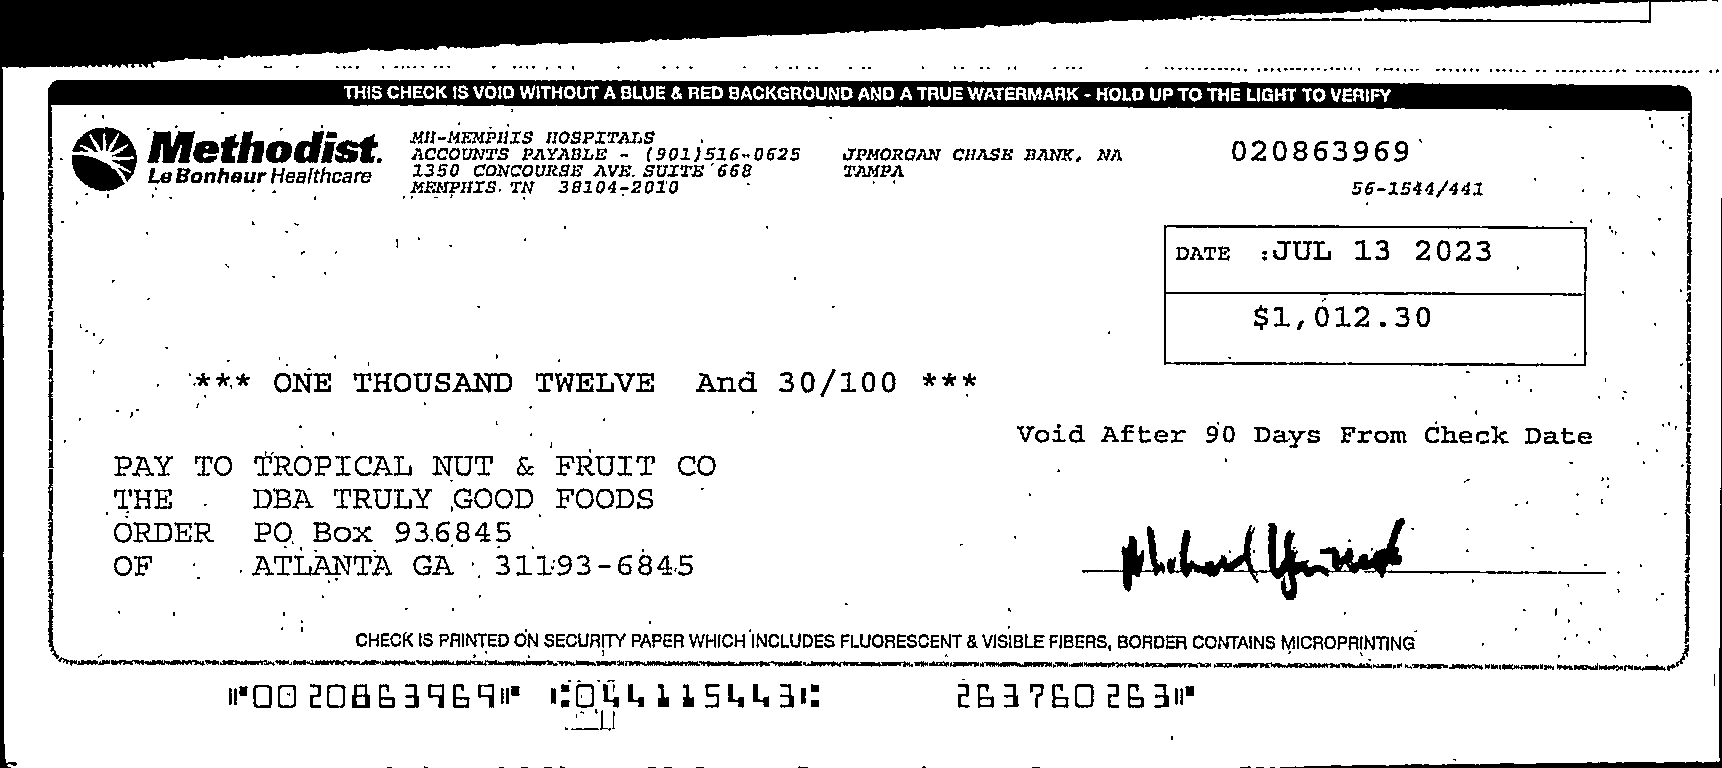 THIS CHECK IS VOID WITHOUT A BLUE & RED BACKGROUND AND A TRUE WATERMARK - HOLD UP TO THE LIGHT TO VERIFY
Methodist.
Le Bonheur Healthcare
MH-MEMPHIS HOSPITALS
ACCOUNTS PAYABLE - (901)516-0625
1350 CONCOURSE AVE. SUITE 668
MEMPHIS, TN 38104-2010
JPMORGAN CHASE BANK, NA
TAMPA
020863969
56-1544/441
DATE :JUL 13 2023
$1,012.30
*** ONE THOUSAND TWELVE And 30/100 ***
Void After 90 Days From Check Date
PAY TO TROPICAL NUT & FRUIT CO
THE DBA TRULY GOOD FOODS
ORDER PO Box 936845
OF ATLANTA GA 31193-6845
CHECK IS PRINTED ON SECURITY PAPER WHICH INCLUDES FLUORESCENT & VISIBLE FIBERS, BORDER CONTAINS MICROPRINTING
⑈0020863969⑈ ⑆044115443⑆ 263760263⑈